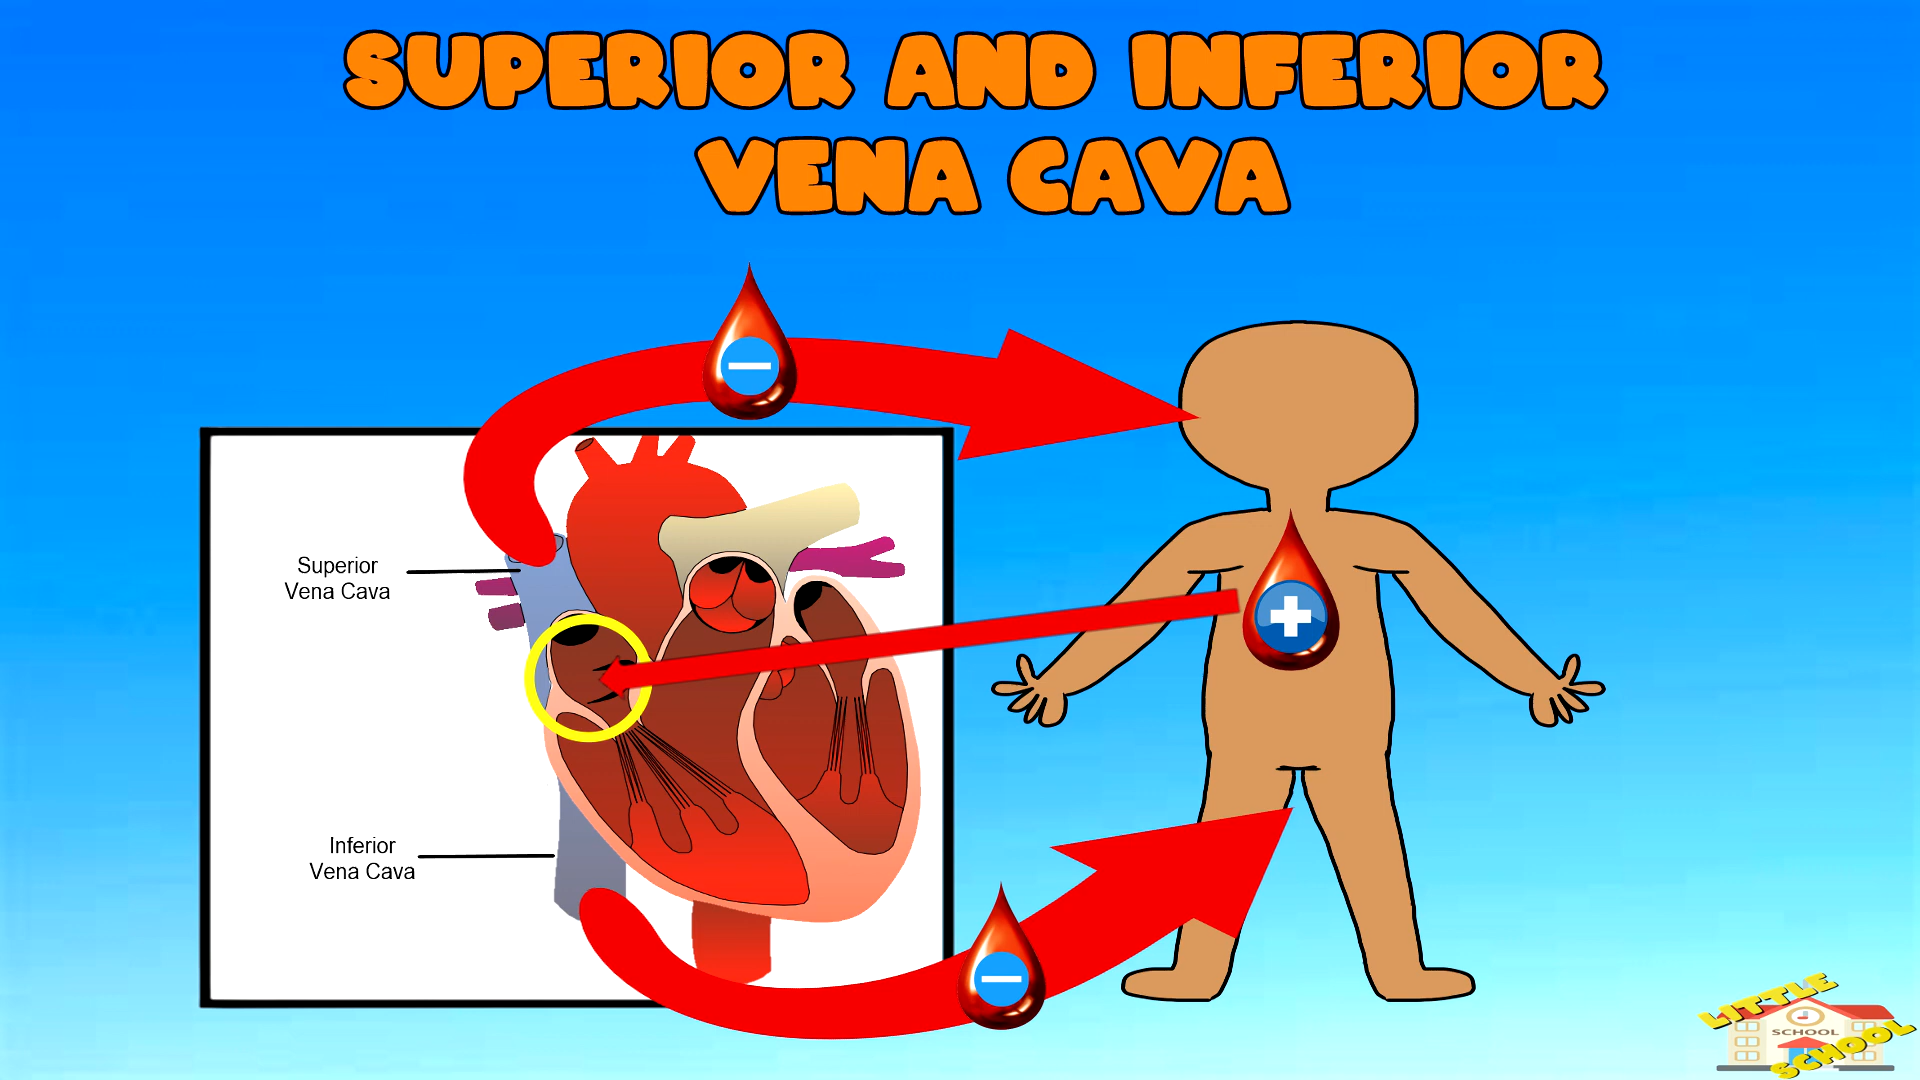 SUPERIOR AND INFERIOR
VENA CAVA
Superior
Vena Cava
Inferior
Vena Cava
LITTLE
SCHOOL
SCHOOL